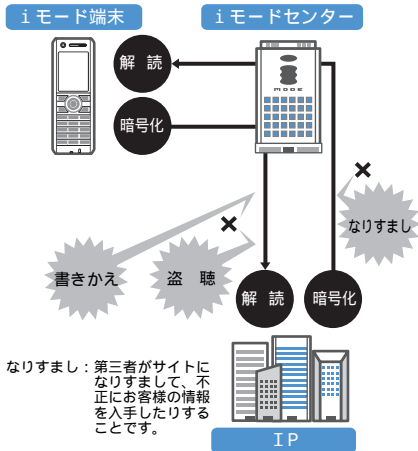 iモード端末
iモードセンター
解 読
暗号化
MODE
なりすまし
書きかえ
盗 聴
解 読
暗号化
なりすまし：第三者がサイトに
なりすまして、不
正にお客様の情報
を入手したりする
ことです。
IP